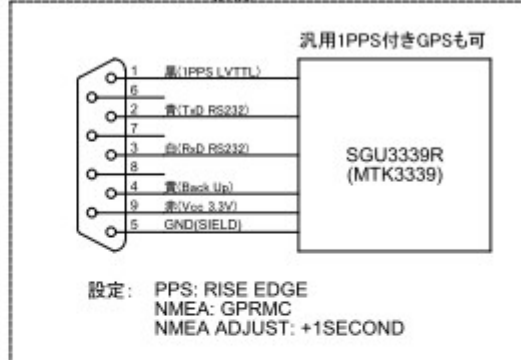 汎用1PPS付きGPSも可
1 黒(1PPS LVTTL)
6
2 青(TxD RS232)
7
3 白(RxD RS232)
8
4 黄(Back Up)
9 赤(Vcc 3.3V)
5 GND(SIELD)
SGU3339R
(MTK3339)
設定: PPS: RISE EDGE
NMEA: GPRMC
NMEA ADJUST: +1SECOND